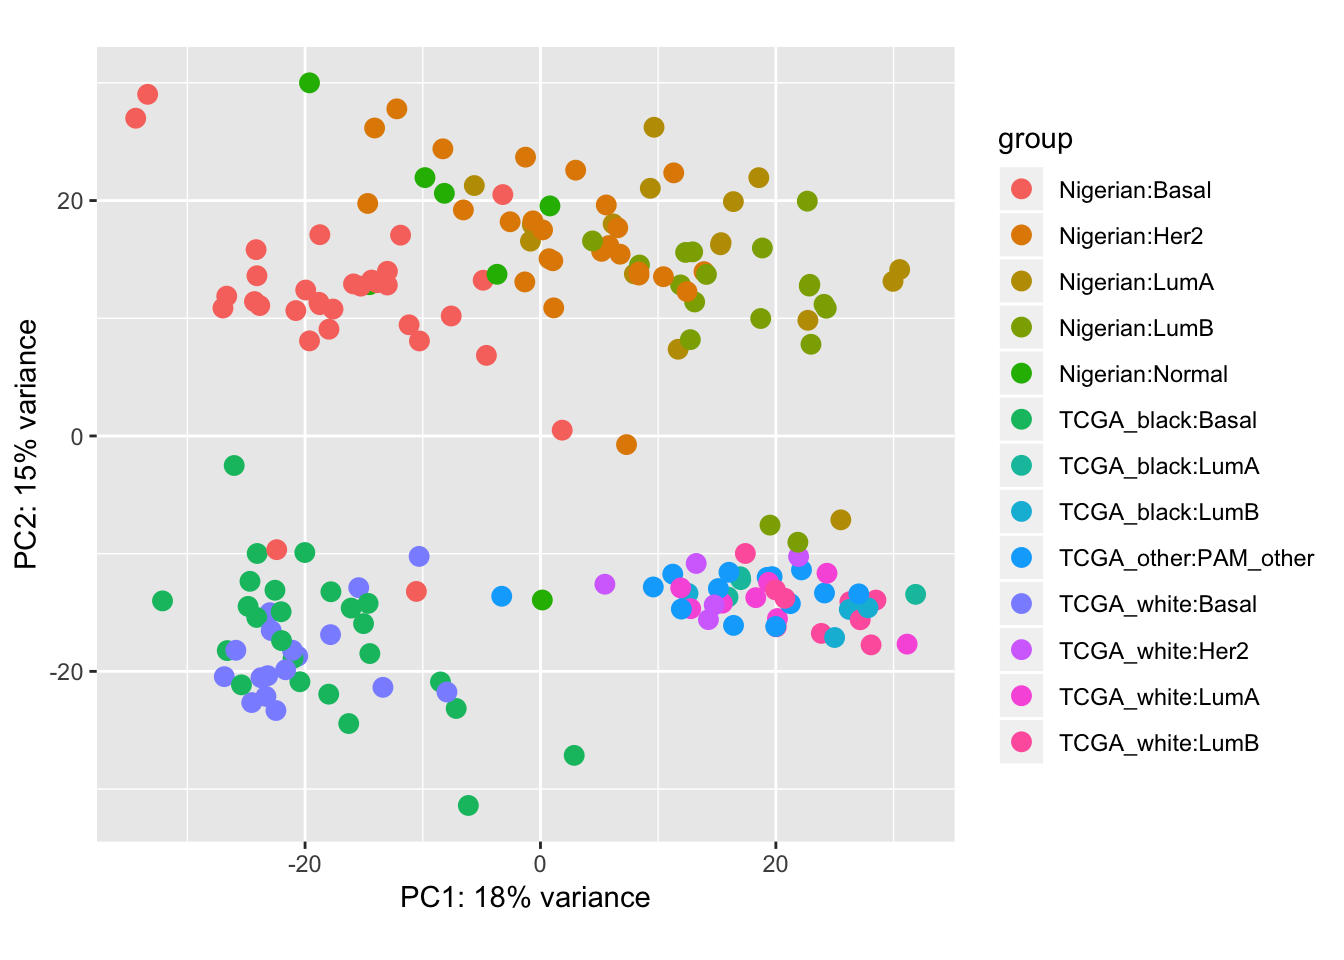 20
0
-20
PC2: 15% variance
-20
0
20
PC1: 18% variance
group
Nigerian:Basal
Nigerian:Her2
Nigerian:LumA
Nigerian:LumB
Nigerian:Normal
TCGA_black:Basal
TCGA_black:LumA
TCGA_black:LumB
TCGA_other:PAM_other
TCGA_white:Basal
TCGA_white:Her2
TCGA_white:LumA
TCGA_white:LumB